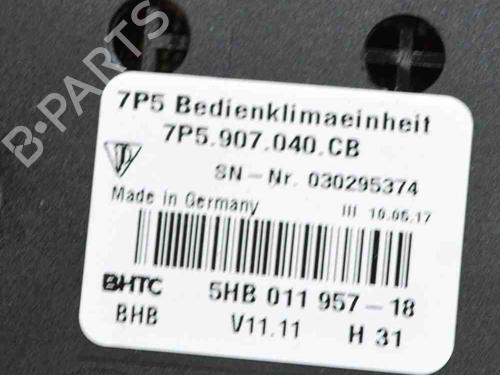 7P5 Bedienklimaeinheit
7P5.907.040.CB
SN-Nr. 030295374
Made in Germany
III 10.05.17
BHTC
5HB 011 957-18
BHB V11.11 H 31
B-PARTS